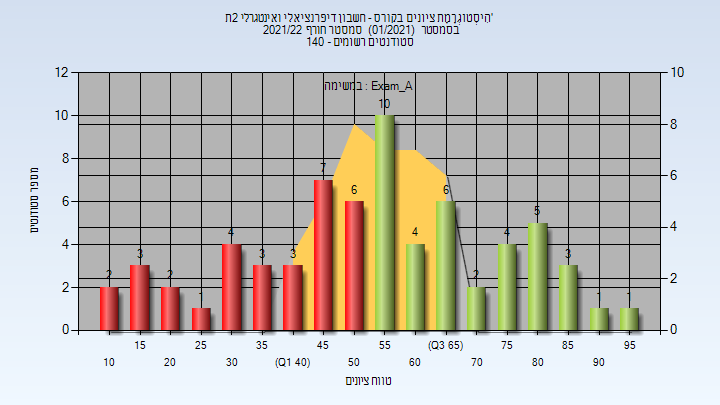 היסטוגרמת ציונים בקורס - חשבון דיפרנציאלי ואינטגרלי 2ח'
בסמסטר (01/2021) סמסטר חורף 2021/22
סטודנטים רשומים - 140
במשימה : Exam_A
מספר סטודנטים
12
10
8
6
4
2
0
10
8
6
4
2
0
2 3 2 1 4 3 3 7 6 10 4 6 2 4 5 3 1 1
15 25 35 45 55 (Q3 65) 75 85 95
10 20 30 (Q1 40) 50 60 70 80 90
טווח ציונים